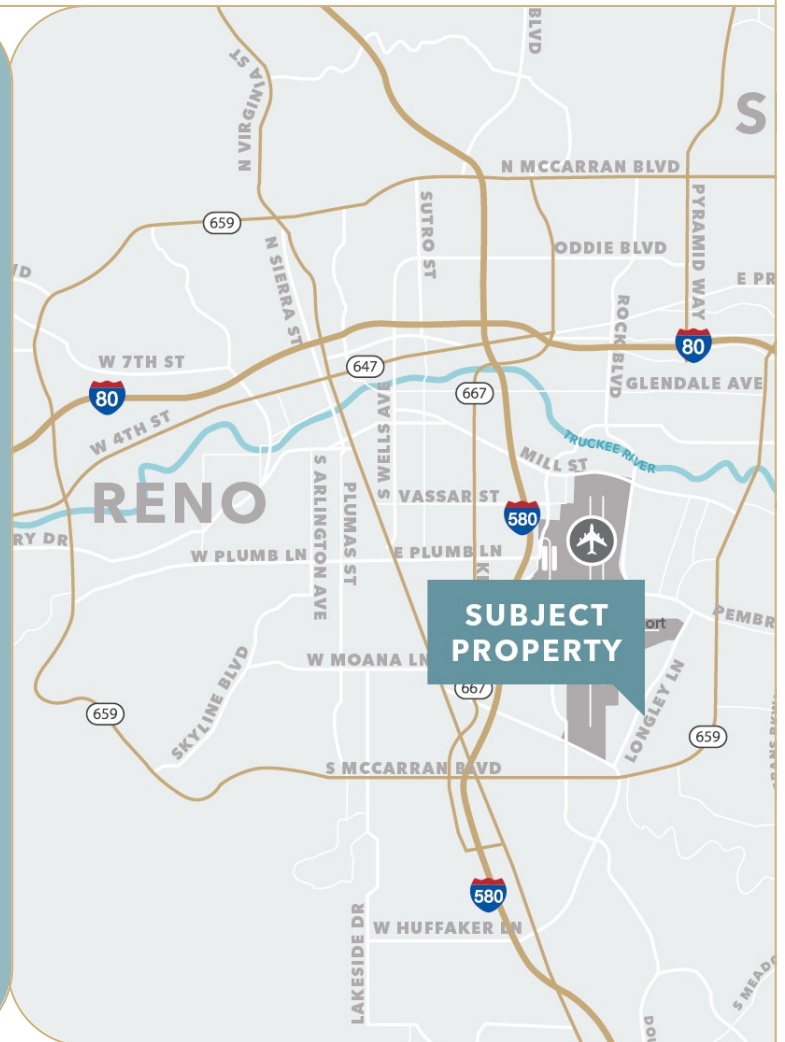 BLVD
N VIRGINIA ST
S
N MCCARRAN BLVD
SUTRO ST
PYRAMID WAY
659
N SIERRA ST
ODDIE BLVD
E PR
ROCK BLVD
80
W 7TH ST
647
667
GLENDALE AVE
80
S WELLS AVE
W 4TH ST
TRUCKEE RIVER
MILL ST
S ARLINGTON AVE
PLUMAS ST
RENO
VASSAR ST
580
RY DR
W PLUMB LN
E PLUMB LN
SUBJECT
PROPERTY
ort
PEMBR
W MOANA LN
667
SKYLINE BLVD
LONGLEY LN
659
659
S MCCARRAN BLVD
580
LAKESIDE DR
W HUFFAKER LN
S MEADO